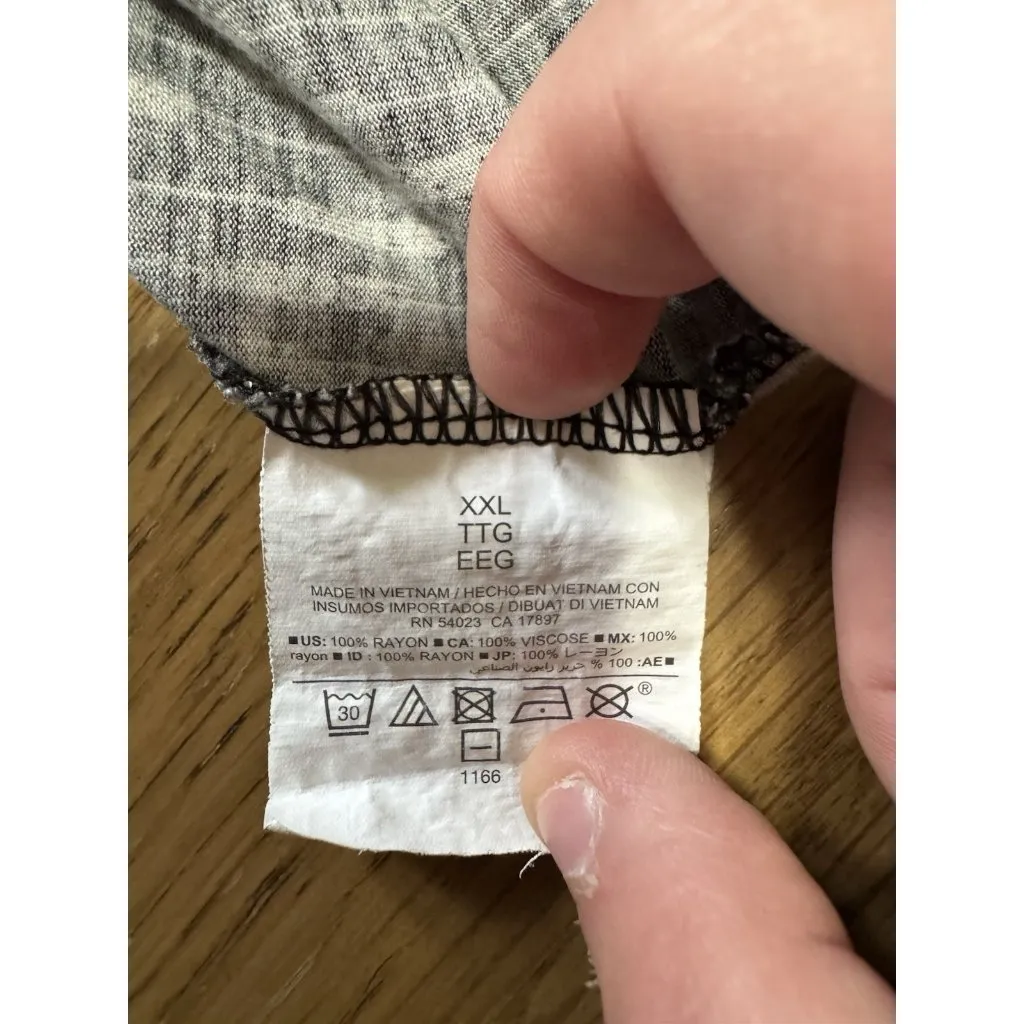 XXL
TTG
EEG
MADE IN VIETNAM / HECHO EN VIETNAM CON
INSUMOS IMPORTADOS / DIBUAT DI VIETNAM
RN 54023 CA 17897
■ US: 100% RAYON ■ CA: 100% VISCOSE ■ MX: 100%
rayon ■ ID : 100% RAYON ■ JP: 100% レーヨン
■ AE: 100 % حرير رايون الصناعي
30 ®
1166